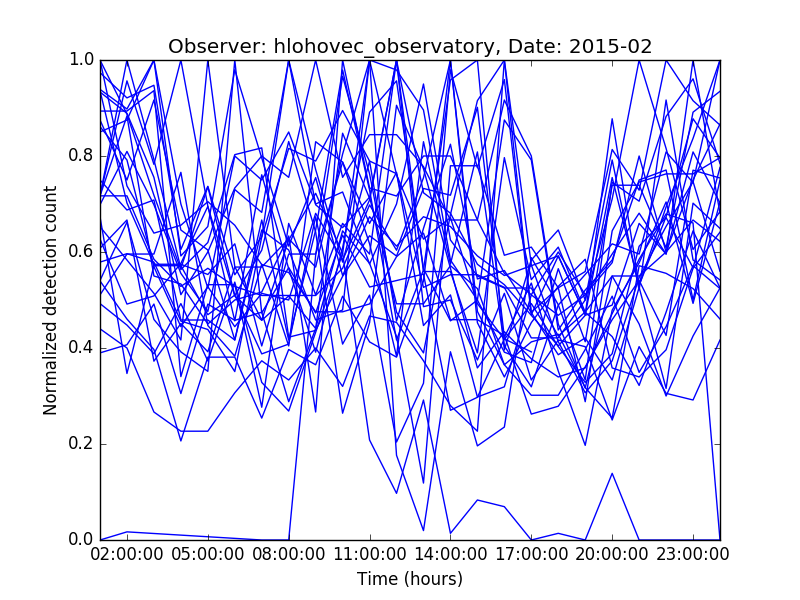 Observer: hlohovec_observatory, Date: 2015-02
1.0
0.8
0.6
0.4
0.2
0.0
Normalized detection count
02:00:00 05:00:00 08:00:00 11:00:00 14:00:00 17:00:00 20:00:00 23:00:00
Time (hours)